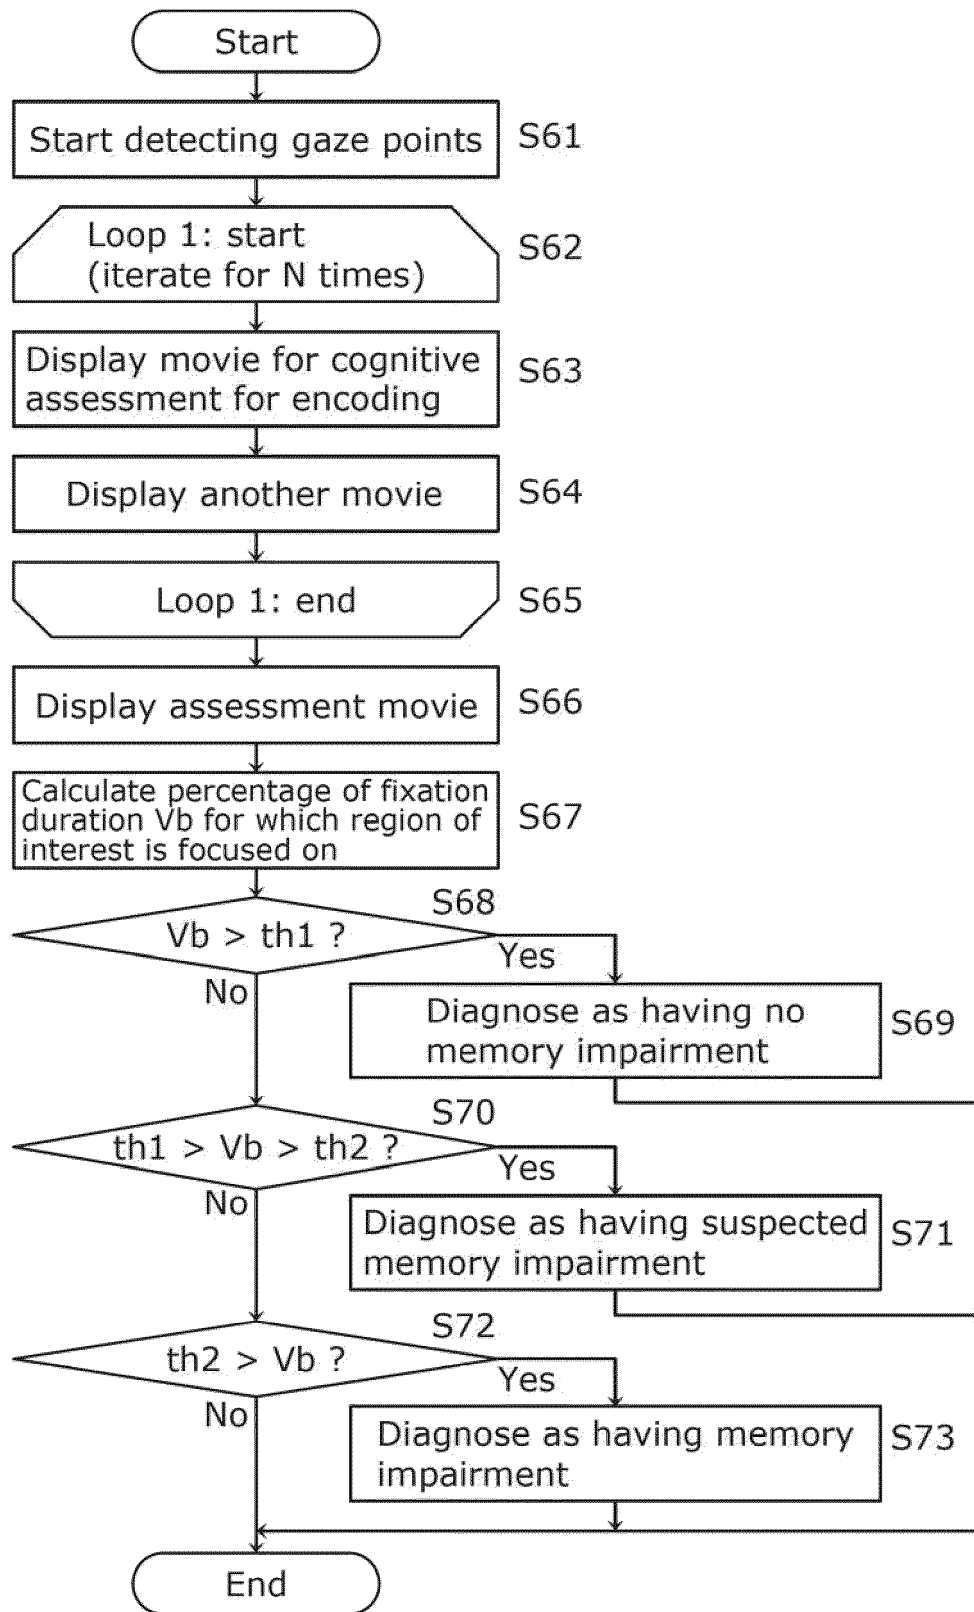 Start
Start detecting gaze points
S61
Loop 1: start
(iterate for N times)
S62
Display movie for cognitive
assessment for encoding
S63
Display another movie
S64
Loop 1: end
S65
Display assessment movie
S66
Calculate percentage of fixation
duration Vb for which region of
interest is focused on
S67
S68
Vb > th1 ?
Yes
No
Diagnose as having no
memory impairment
S69
S70
th1 > Vb > th2 ?
Yes
No
Diagnose as having suspected
memory impairment
S71
S72
th2 > Vb ?
Yes
No
Diagnose as having memory
impairment
S73
End